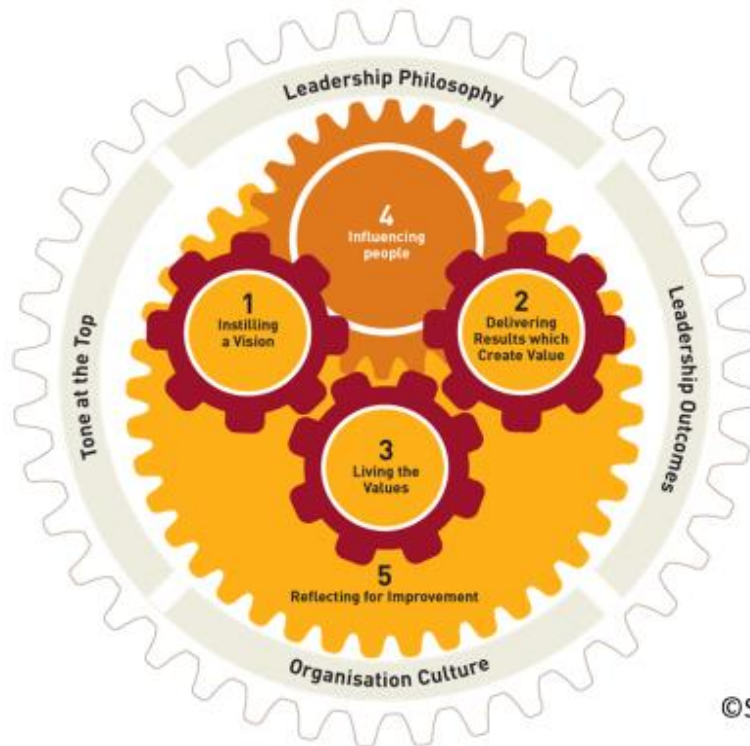 Leadership Philosophy
4
Influencing
people
1
Instilling
a Vision
2
Delivering
Results which
Create Value
Tone at the Top
Leadership Outcomes
3
Living the
Values
5
Reflecting for Improvement
Organisation Culture
©S